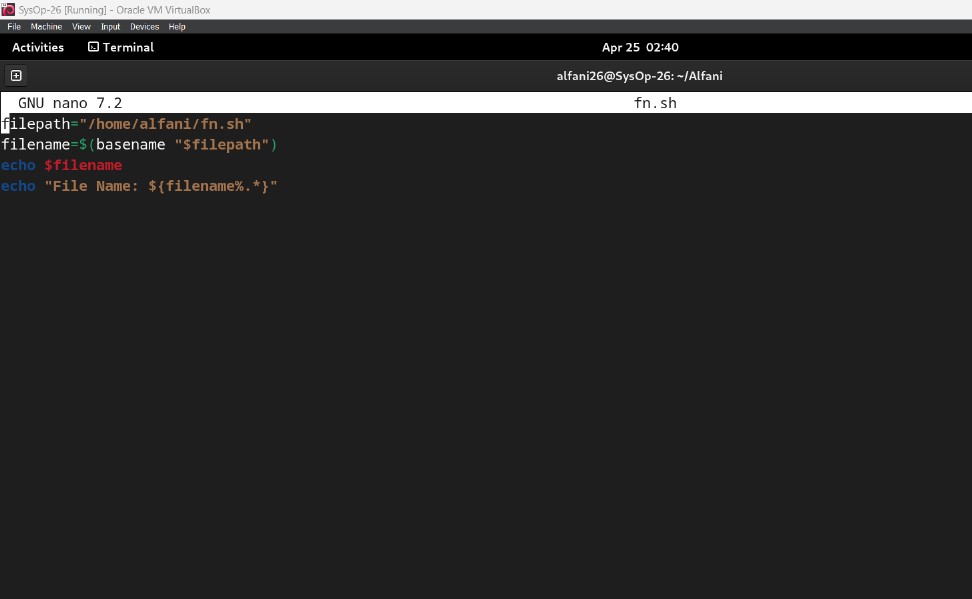 SysOp-26 [Running] - Oracle VM VirtualBox
File Machine View Input Devices Help
Activities Terminal Apr 25 02:40
alfani26@SysOp-26: ~/Alfani
GNU nano 7.2 fn.sh
filepath="/home/alfani/fn.sh"
filename=$(basename "$filepath")
echo $filename
echo "File Name: ${filename%.*}"